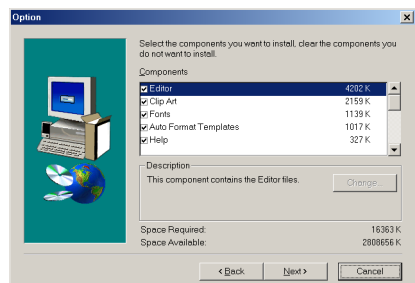 Option
Select the components you want to install, clear the components you
do not want to install.
Components
Editor 4202 K
Clip Art 2159 K
Fonts 1139 K
Auto Format Templates 1017 K
Help 327 K
Description
This component contains the Editor files.
Change...
Space Required: 16363 K
Space Available: 2808656 K
< Back Next > Cancel